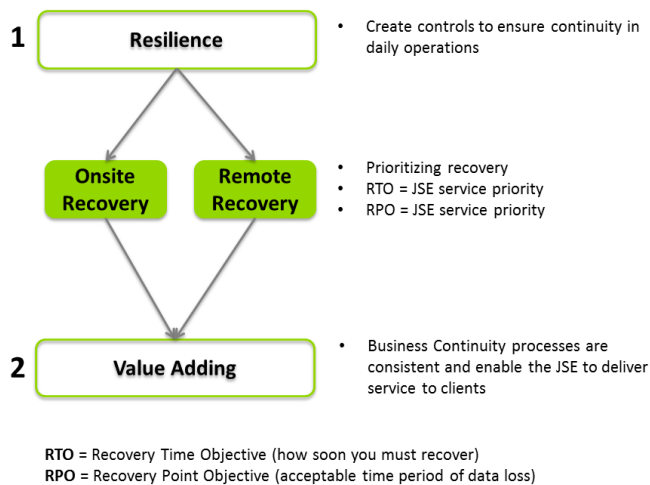 1
Resilience
• Create controls to ensure continuity in
daily operations
Onsite
Recovery
Remote
Recovery
• Prioritizing recovery
• RTO = JSE service priority
• RPO = JSE service priority
2
Value Adding
• Business Continuity processes are
consistent and enable the JSE to deliver
service to clients
RTO = Recovery Time Objective (how soon you must recover)
RPO = Recovery Point Objective (acceptable time period of data loss)